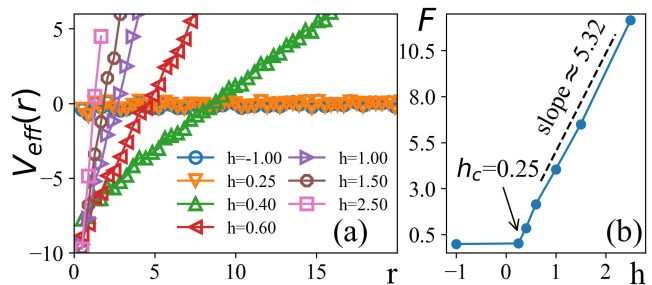 V_eff(r)
5
0
−5
−10
0
5
10
15
r
h=-1.00
h=0.25
h=0.40
h=0.60
h=1.00
h=1.50
h=2.50
(a)
F
10.5
8.0
5.5
3.0
0.5
−1
0
1
2
h
slope ≈ 5.32
h_c=0.25
(b)